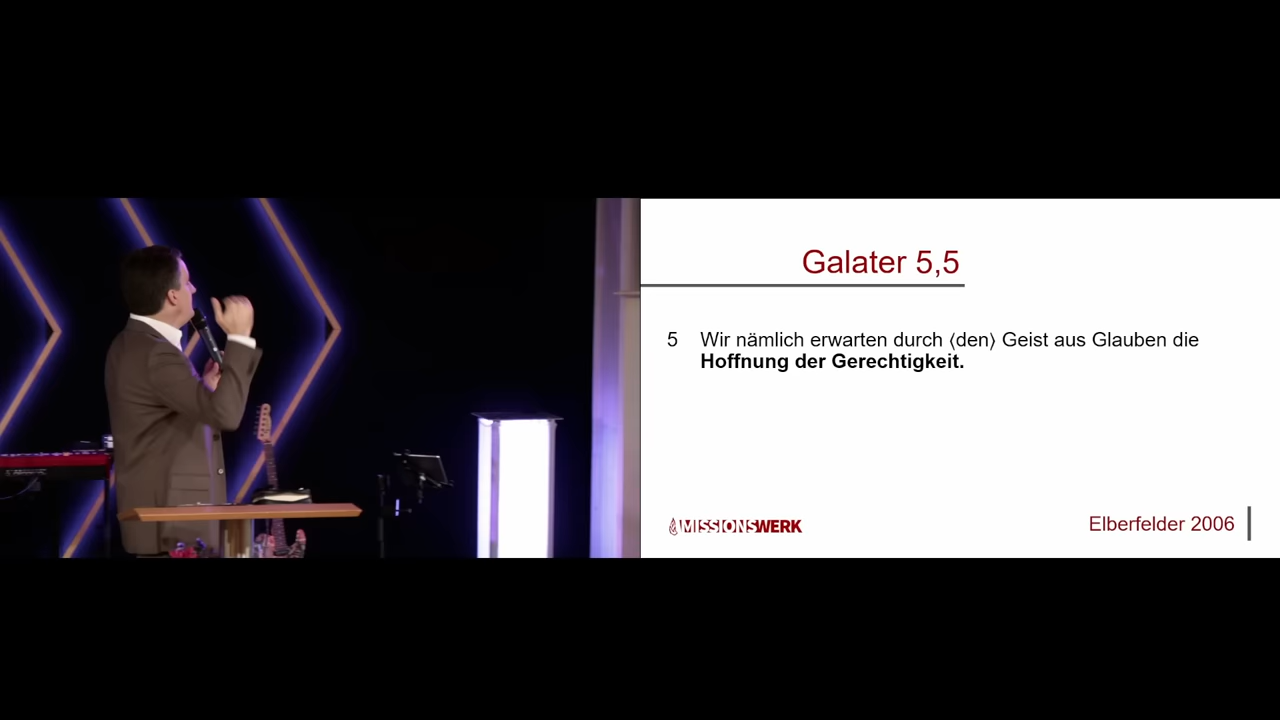 Galater 5,5
5 Wir nämlich erwarten durch ⟨den⟩ Geist aus Glauben die
Hoffnung der Gerechtigkeit.
MISSIONSWERK
Elberfelder 2006